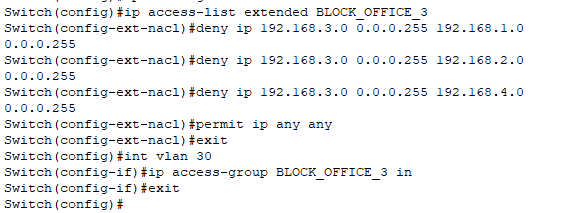 Switch(config)#ip access-list extended BLOCK_OFFICE_3
Switch(config-ext-nacl)#deny ip 192.168.3.0 0.0.0.255 192.168.1.0
0.0.0.255
Switch(config-ext-nacl)#deny ip 192.168.3.0 0.0.0.255 192.168.2.0
0.0.0.255
Switch(config-ext-nacl)#deny ip 192.168.3.0 0.0.0.255 192.168.4.0
0.0.0.255
Switch(config-ext-nacl)#permit ip any any
Switch(config-ext-nacl)#exit
Switch(config)#int vlan 30
Switch(config-if)#ip access-group BLOCK_OFFICE_3 in
Switch(config-if)#exit
Switch(config)#